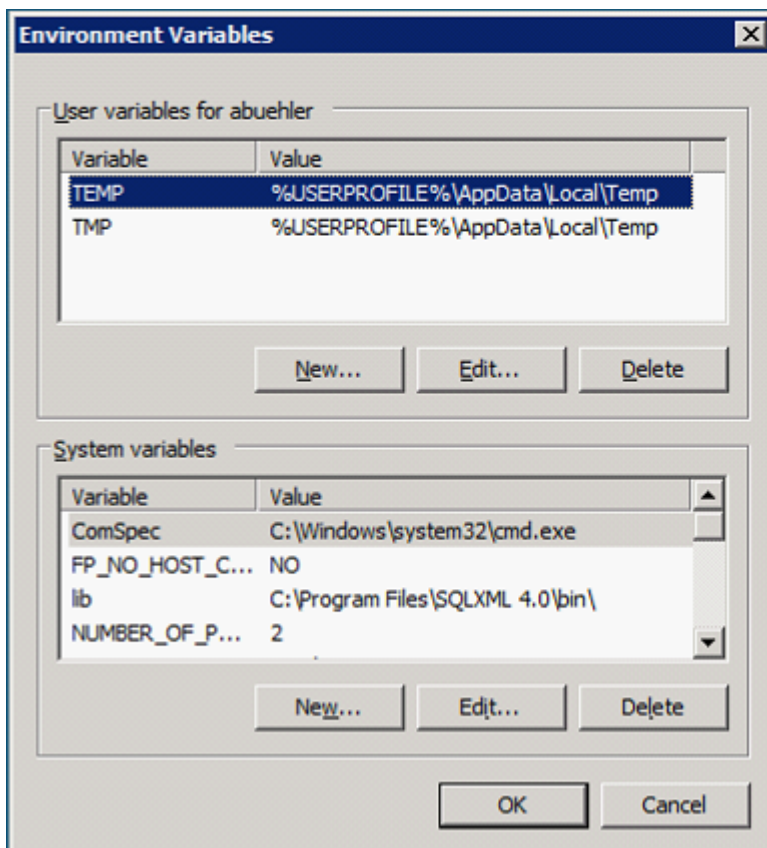 Environment Variables
User variables for abuehler
Variable Value
TEMP %USERPROFILE%\AppData\Local\Temp
TMP %USERPROFILE%\AppData\Local\Temp
New... Edit... Delete
System variables
Variable Value
ComSpec C:\Windows\system32\cmd.exe
FP_NO_HOST_C... NO
lib C:\Program Files\SQLXML 4.0\bin\
NUMBER_OF_P... 2
New... Edit... Delete
OK Cancel